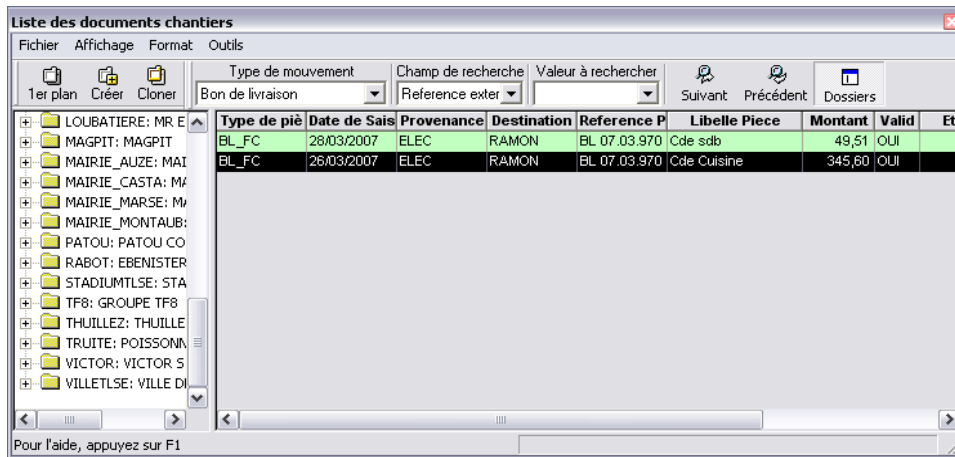 Liste des documents chantiers
Fichier Affichage Format Outils
Type de mouvement Champ de recherche Valeur à rechercher
1er plan Créer Cloner Bon de livraison Reference exter Suivant Précédent Dossiers
Type de piè Date de Sais Provenance Destination Reference P Libelle Piece Montant Valid Et
BL_FC 28/03/2007 ELEC RAMON BL 07.03.970 Cde sdb 49,51 OUI
BL_FC 26/03/2007 ELEC RAMON BL 07.03.970 Cde Cuisine 345,60 OUI
LOUBATIERE: MR E
MAGPIT: MAGPIT
MAIRIE_AUZE: MAI
MAIRIE_CASTA: MA
MAIRIE_MARSE: MA
MAIRIE_MONTAUB:
PATOU: PATOU CO
RABOT: EBENISTER
STADIUMTLSE: STA
TF8: GROUPE TF8
THUILLEZ: THUILLE
TRUITE: POISSONN
VICTOR: VICTOR S
VILLETLSE: VILLE DE
Pour l'aide, appuyez sur F1